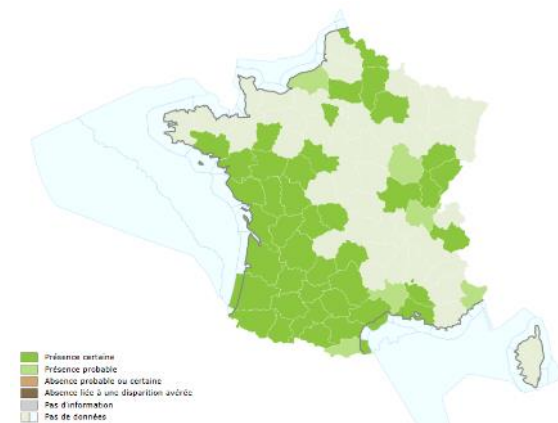 Présence certaine
Présence probable
Absence probable ou certaine
Absence liée à une disparition avérée
Pas d'information
Pas de données